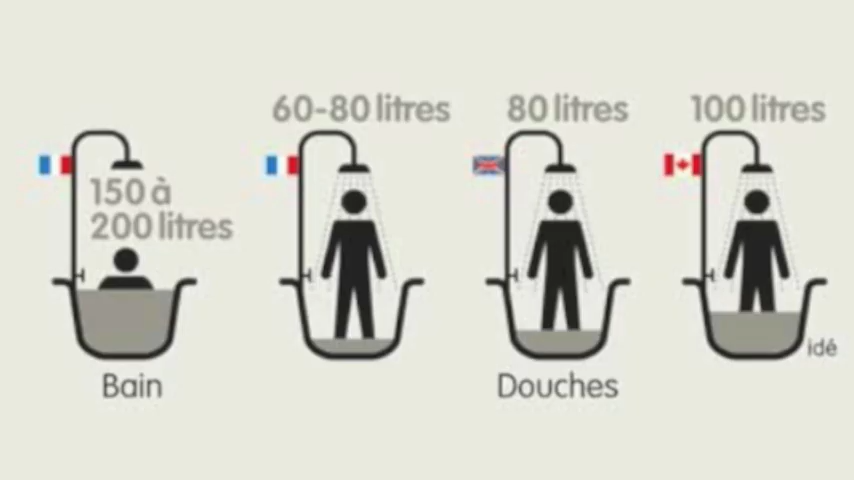 60-80 litres
80 litres
100 litres
150 à
200 litres
idé
Bain
Douches